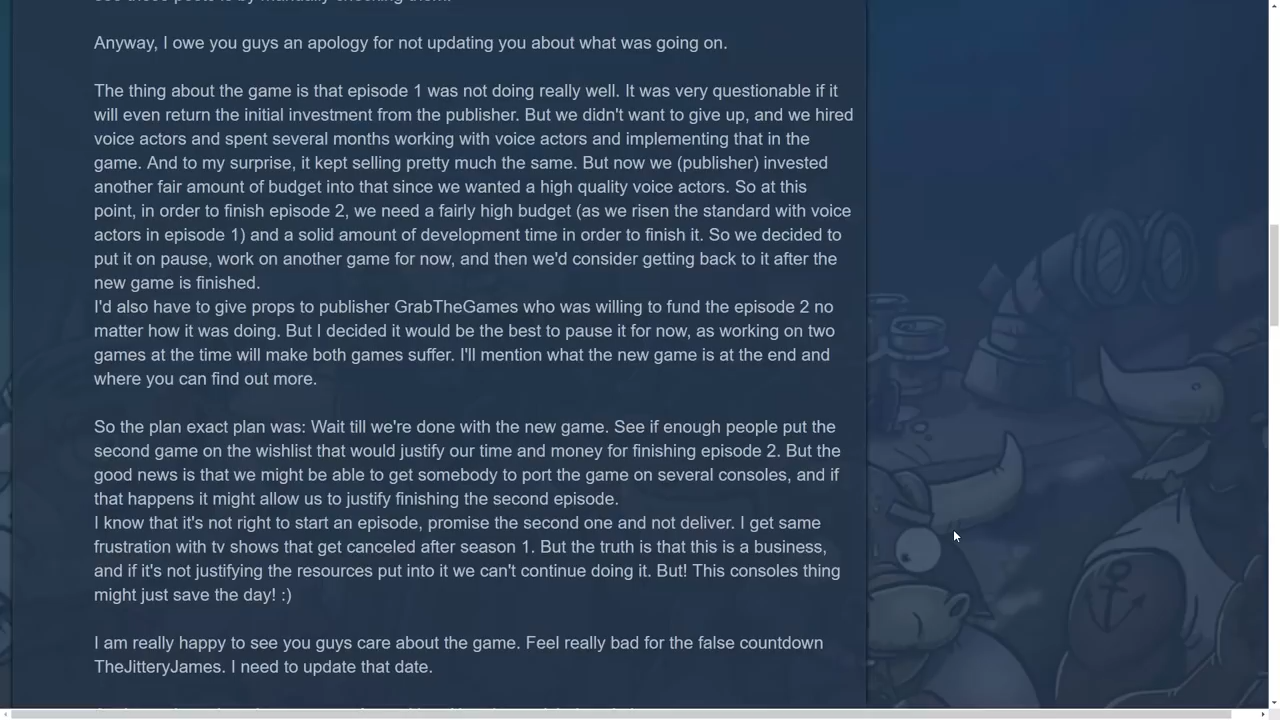 Anyway, I owe you guys an apology for not updating you about what was going on.
The thing about the game is that episode 1 was not doing really well. It was very questionable if it
will even return the initial investment from the publisher. But we didn't want to give up, and we hired
voice actors and spent several months working with voice actors and implementing that in the
game. And to my surprise, it kept selling pretty much the same. But now we (publisher) invested
another fair amount of budget into that since we wanted a high quality voice actors. So at this
point, in order to finish episode 2, we need a fairly high budget (as we risen the standard with voice
actors in episode 1) and a solid amount of development time in order to finish it. So we decided to
put it on pause, work on another game for now, and then we'd consider getting back to it after the
new game is finished.
I'd also have to give props to publisher GrabTheGames who was willing to fund the episode 2 no
matter how it was doing. But I decided it would be the best to pause it for now, as working on two
games at the time will make both games suffer. I'll mention what the new game is at the end and
where you can find out more.
So the plan exact plan was: Wait till we're done with the new game. See if enough people put the
second game on the wishlist that would justify our time and money for finishing episode 2. But the
good news is that we might be able to get somebody to port the game on several consoles, and if
that happens it might allow us to justify finishing the second episode.
I know that it's not right to start an episode, promise the second one and not deliver. I get same
frustration with tv shows that get canceled after season 1. But the truth is that this is a business,
and if it's not justifying the resources put into it we can't continue doing it. But! This consoles thing
might just save the day! :)
I am really happy to see you guys care about the game. Feel really bad for the false countdown
TheJitteryJames. I need to update that date.